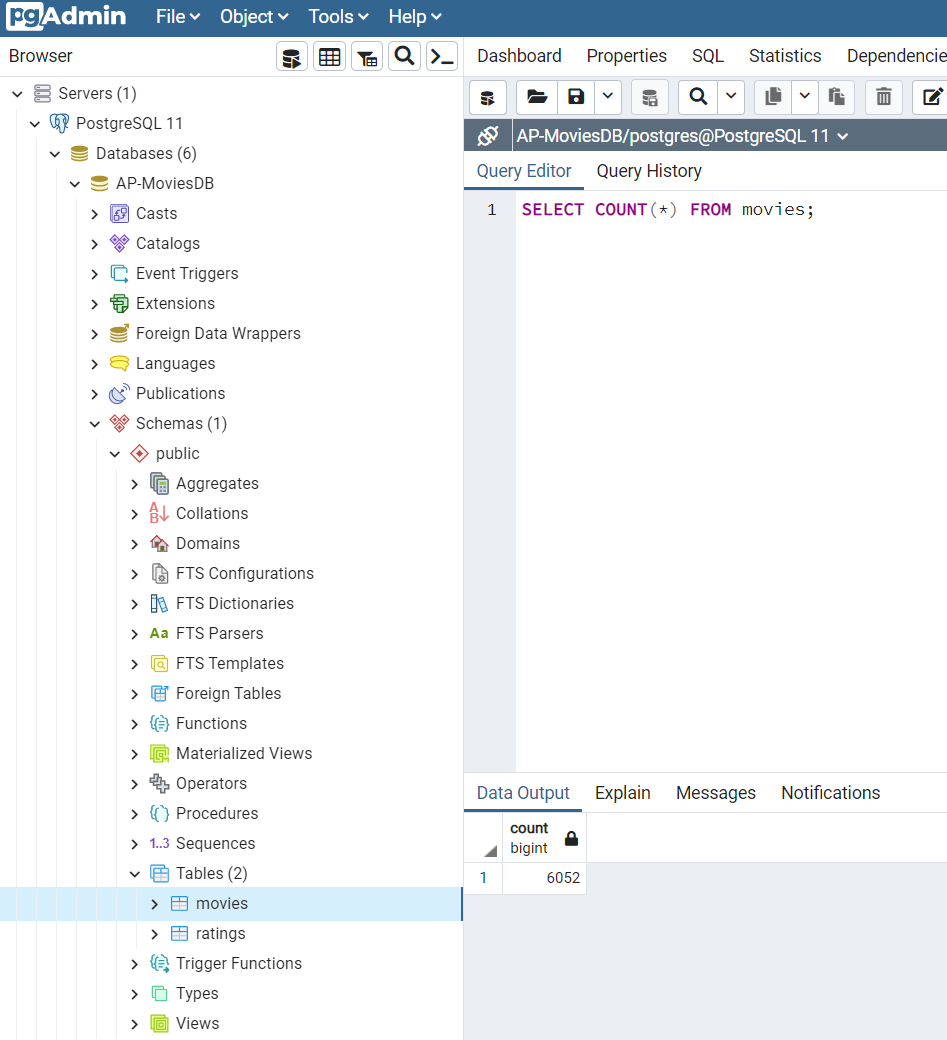 pgAdmin File Object Tools Help
Browser
Dashboard Properties SQL Statistics Dependencie
Servers (1)
PostgreSQL 11
Databases (6)
AP-MoviesDB
Casts
Catalogs
Event Triggers
Extensions
Foreign Data Wrappers
Languages
Publications
Schemas (1)
public
Aggregates
Collations
Domains
FTS Configurations
FTS Dictionaries
Aa FTS Parsers
FTS Templates
Foreign Tables
Functions
Materialized Views
Operators
Procedures
1..3 Sequences
Tables (2)
movies
ratings
Trigger Functions
Types
Views
AP-MoviesDB/postgres@PostgreSQL 11
Query Editor Query History
1 SELECT COUNT(*) FROM movies;
Data Output Explain Messages Notifications
count
bigint
1 6052